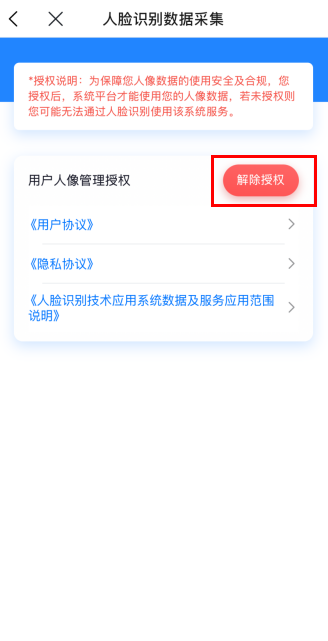 人脸识别数据采集
*授权说明：为保障您人像数据的使用安全及合规，您
授权后，系统平台才能使用您的人像数据，若未授权则
您可能无法通过人脸识别使用该系统服务。
用户人像管理授权
解除授权
《用户协议》
《隐私协议》
《人脸识别技术应用系统数据及服务应用范围
说明》